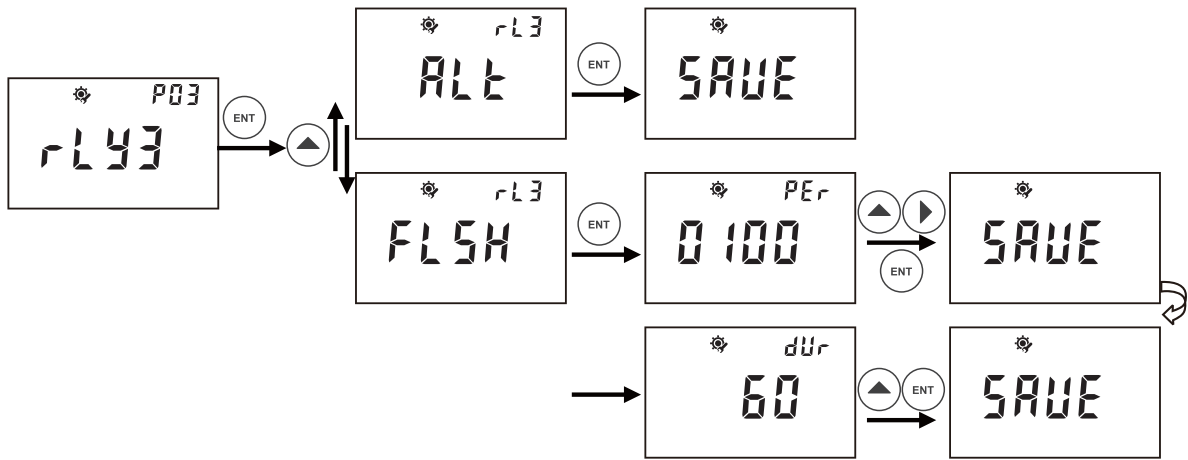 P03
rLY3
ENT
rL3
ALt
ENT
SAVE
rL3
FLSH
ENT
PEr
0100
ENT
SAVE
dUr
60
ENT
SAVE